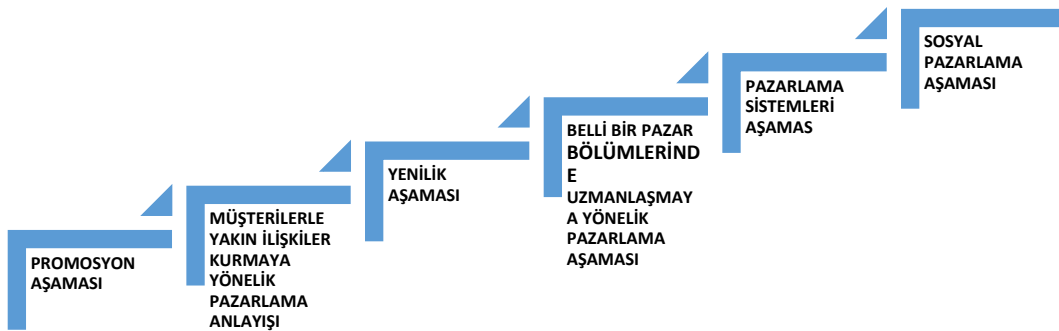 PROMOSYON
AŞAMASI
MÜŞTERİLERLE
YAKIN İLİŞKİLER
KURMAYA
YÖNELİK
PAZARLAMA
ANLAYIŞI
YENİLİK
AŞAMASI
BELLİ BİR PAZAR
BÖLÜMLERİND
E
UZMANLAŞMAY
A YÖNELİK
PAZARLAMA
AŞAMASI
PAZARLAMA
SİSTEMLERİ
AŞAMAS
SOSYAL
PAZARLAMA
AŞAMASI